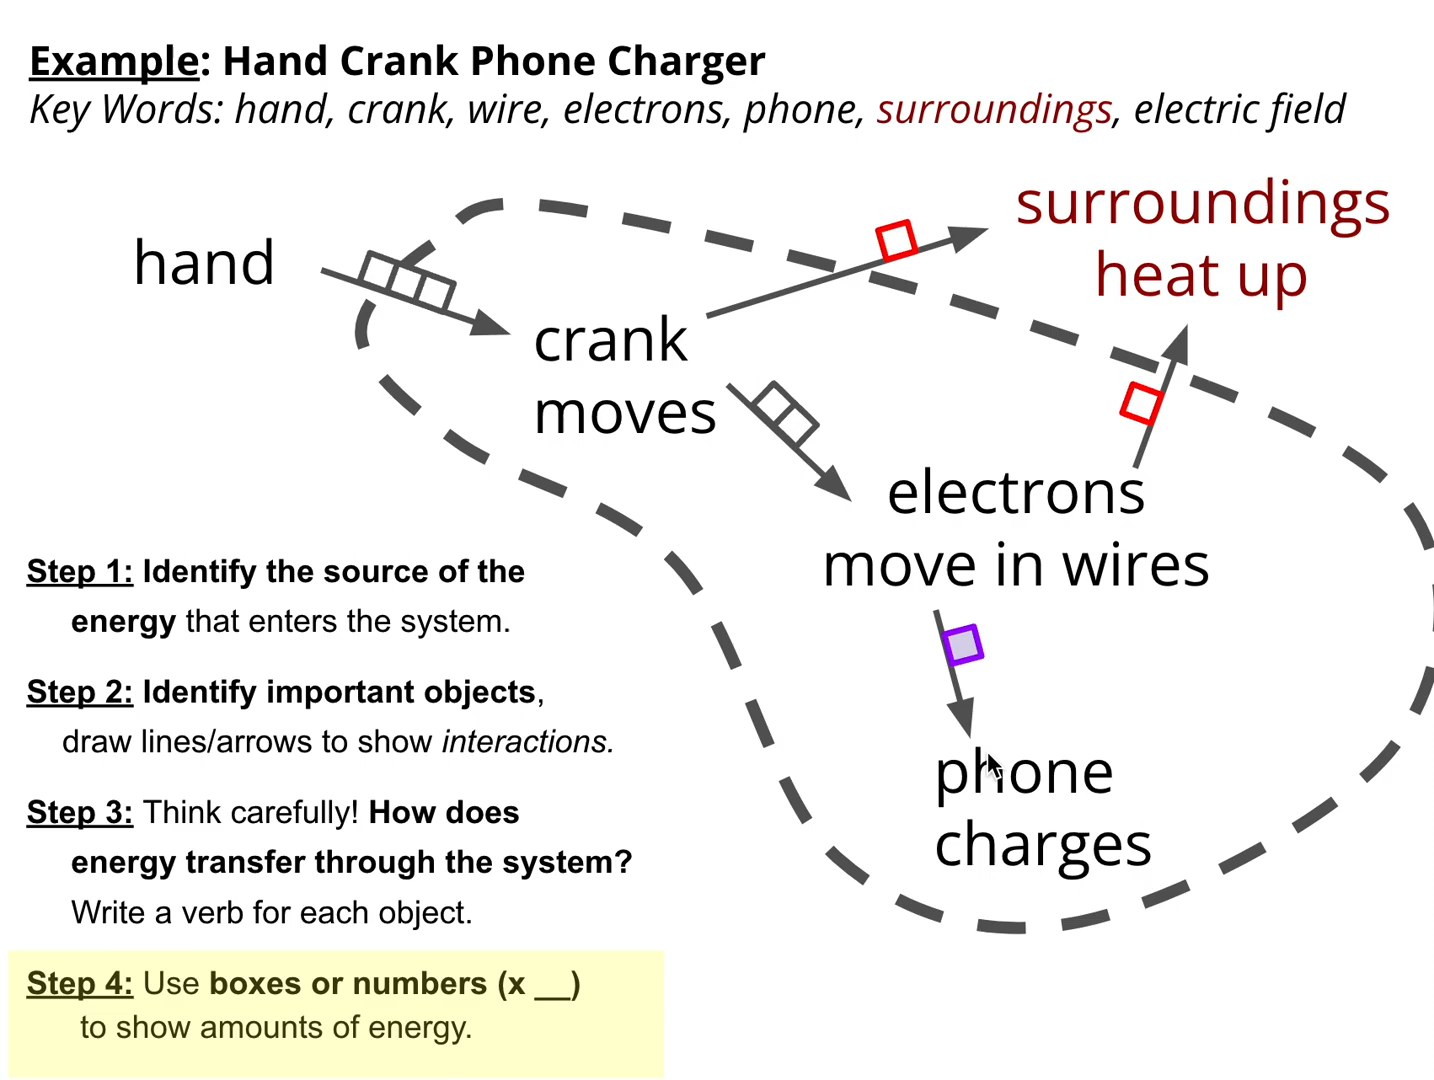 Example: Hand Crank Phone Charger
Key Words: hand, crank, wire, electrons, phone, surroundings, electric field
surroundings
heat up
hand
crank
moves
electrons
move in wires
phone
charges
Step 1: Identify the source of the
energy that enters the system.
Step 2: Identify important objects,
draw lines/arrows to show interactions.
Step 3: Think carefully! How does
energy transfer through the system?
Write a verb for each object.
Step 4: Use boxes or numbers (x __)
to show amounts of energy.